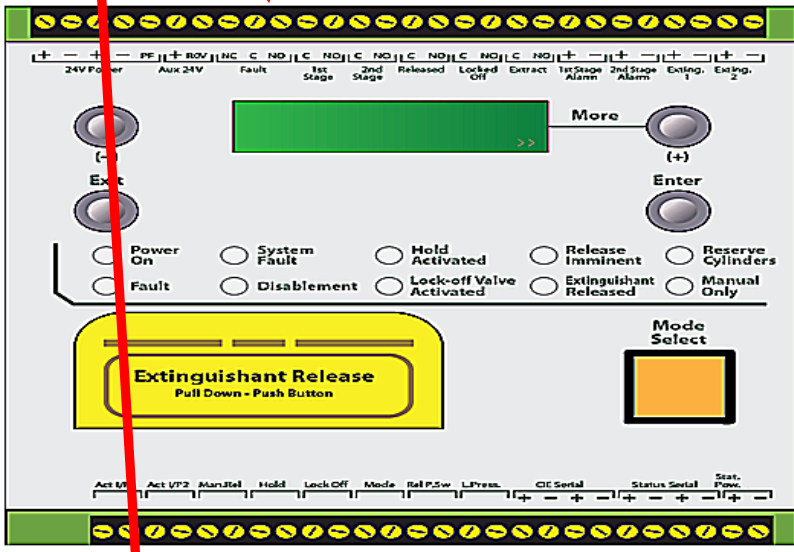 + − + − PF + ROV NC C NO C NO C NO C NO C NO C NO + − + − + − + −
24V Power Aux 24V Fault 1st Stage 2nd Stage Released Locked Off Extract 1st Stage Alarm 2nd Stage Alarm Exting. 1 Exting. 2
>>
More
(-)
(+)
Exit
Enter
Power On
System Fault
Hold Activated
Release Imminent
Reserve Cylinders
Fault
Disablement
Lock-off Valve Activated
Extinguishant Released
Manual Only
Mode Select
Extinguishant Release
Pull Down - Push Button
Act I/P2 Man.Rel Hold Lock Off Mode Rel P.Sw L.Press. CIE Serial Status Serial Stat. Pow.
+ − + − + − + − + −